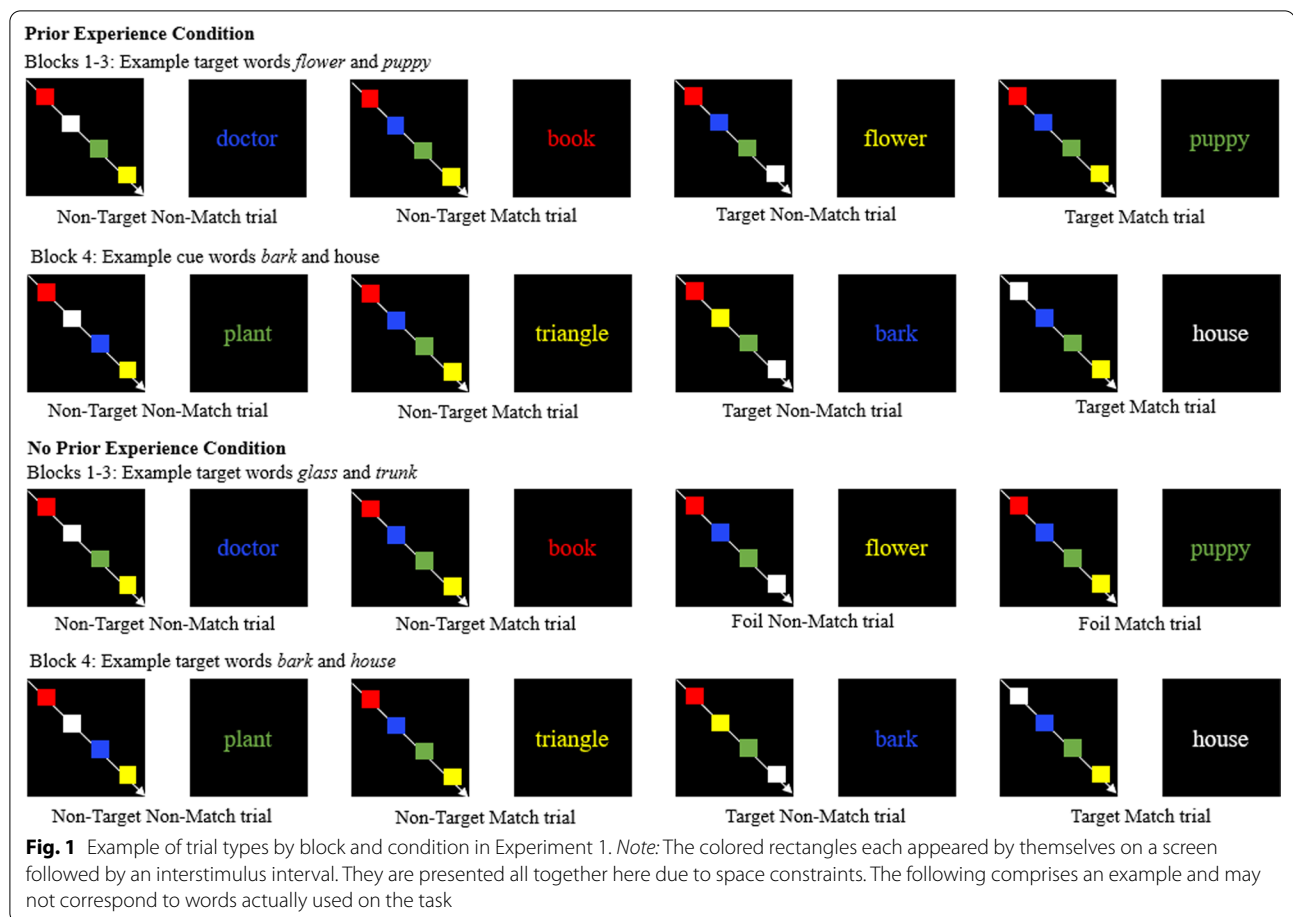 Prior Experience Condition
Blocks 1-3: Example target words flower and puppy
doctor book flower puppy
Non-Target Non-Match trial Non-Target Match trial Target Non-Match trial Target Match trial
Block 4: Example cue words bark and house
plant triangle bark house
Non-Target Non-Match trial Non-Target Match trial Target Non-Match trial Target Match trial
No Prior Experience Condition
Blocks 1-3: Example target words glass and trunk
doctor book flower puppy
Non-Target Non-Match trial Non-Target Match trial Foil Non-Match trial Foil Match trial
Block 4: Example target words bark and house
plant triangle bark house
Non-Target Non-Match trial Non-Target Match trial Target Non-Match trial Target Match trial
Fig. 1 Example of trial types by block and condition in Experiment 1. Note: The colored rectangles each appeared by themselves on a screen
followed by an interstimulus interval. They are presented all together here due to space constraints. The following comprises an example and may
not correspond to words actually used on the task